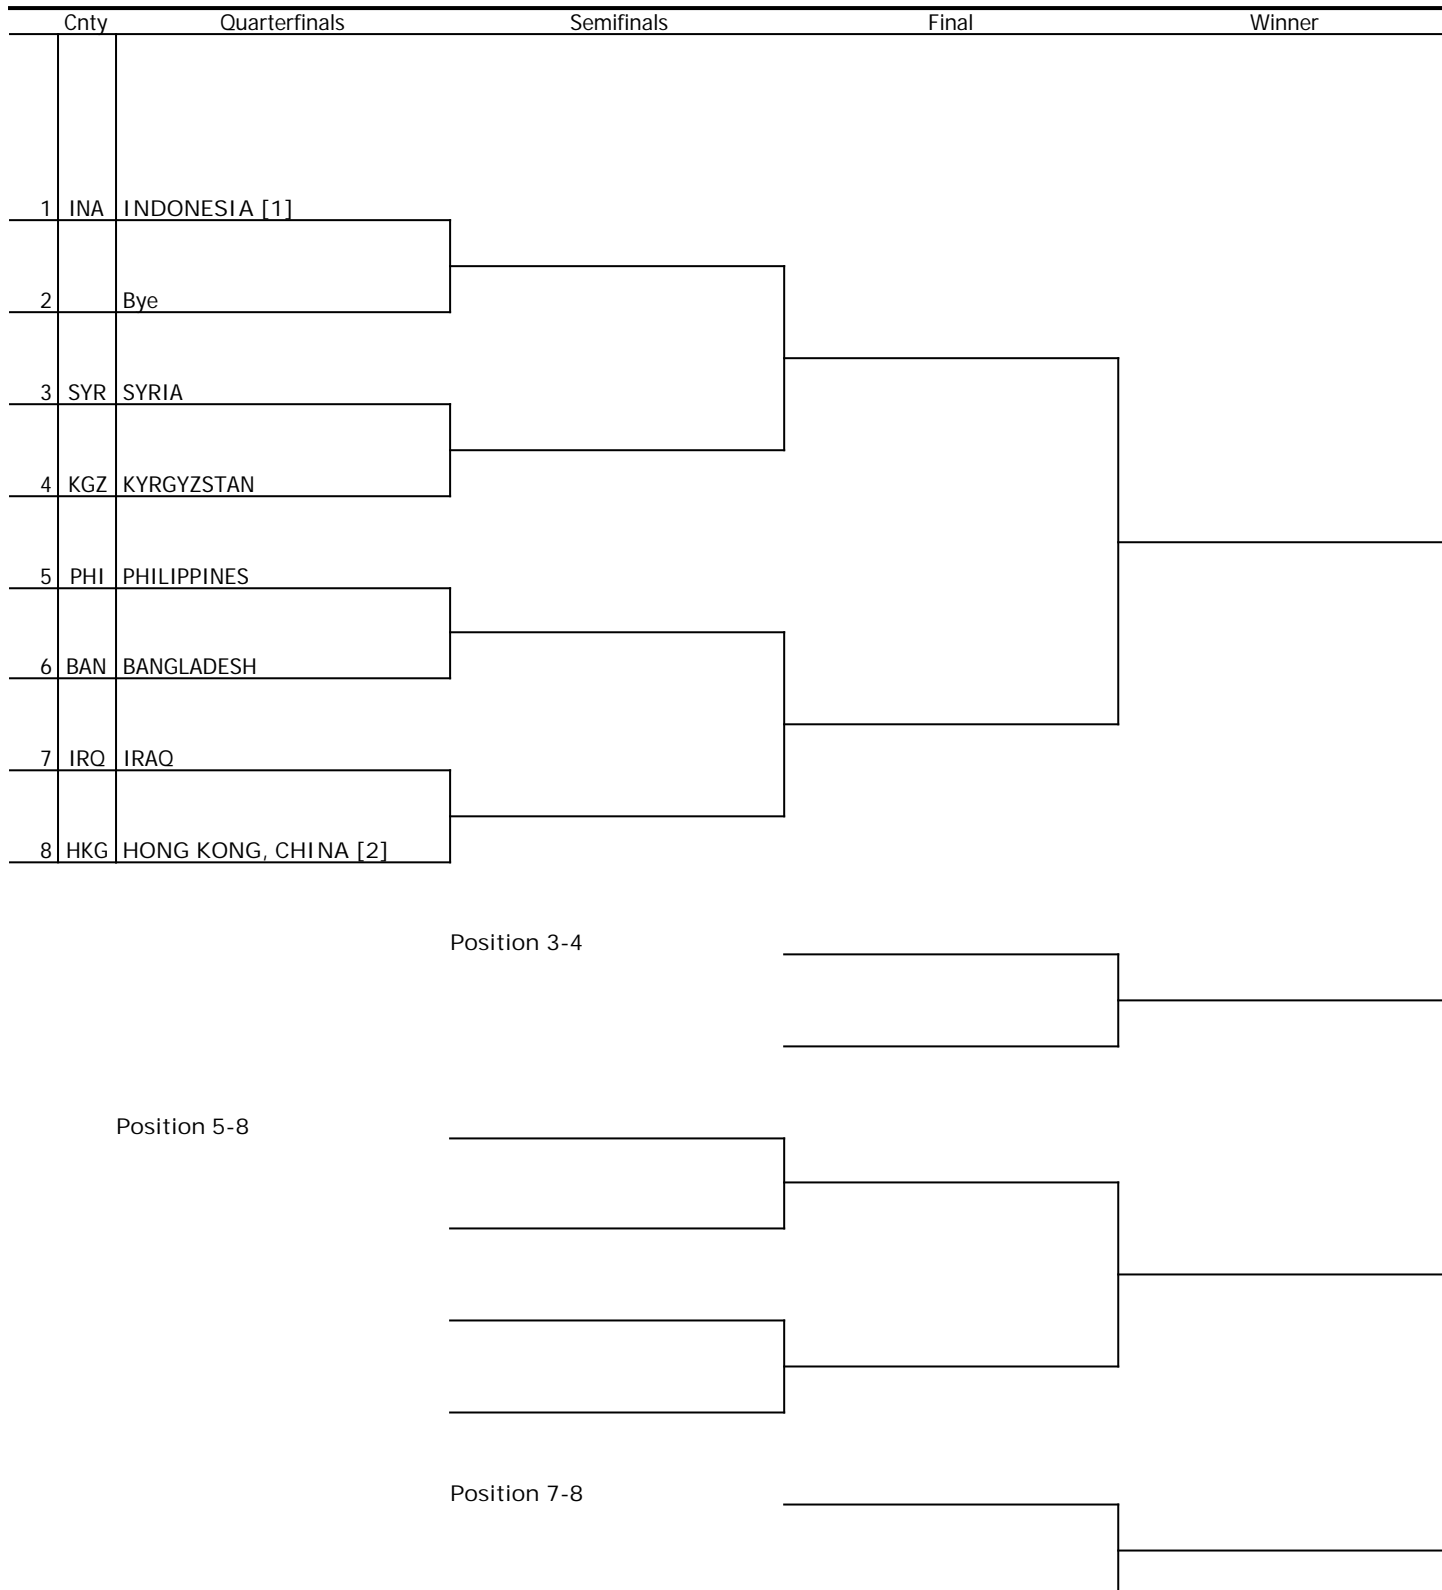 Cnty Quarterfinals Semifinals Final Winner
1 INA INDONESIA [1]
2 Bye
3 SYR SYRIA
4 KGZ KYRGYZSTAN
5 PHI PHILIPPINES
6 BAN BANGLADESH
7 IRQ IRAQ
8 HKG HONG KONG, CHINA [2]
Position 3-4
Position 5-8
Position 7-8